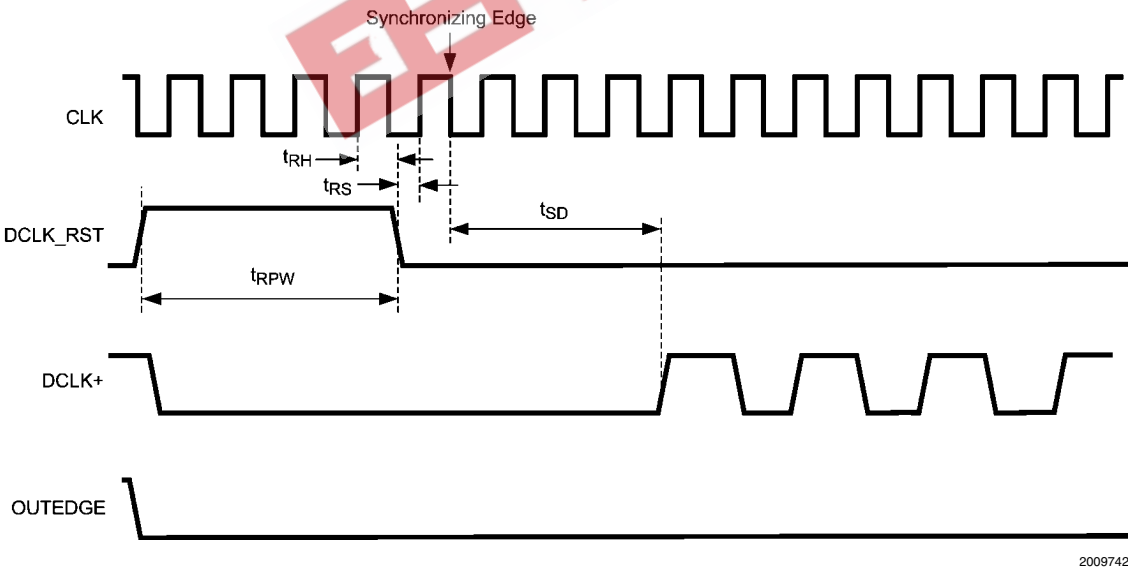 Synchronizing Edge
CLK
tRH
tRS
DCLK_RST
tSD
tRPW
DCLK+
OUTEDGE
2009742